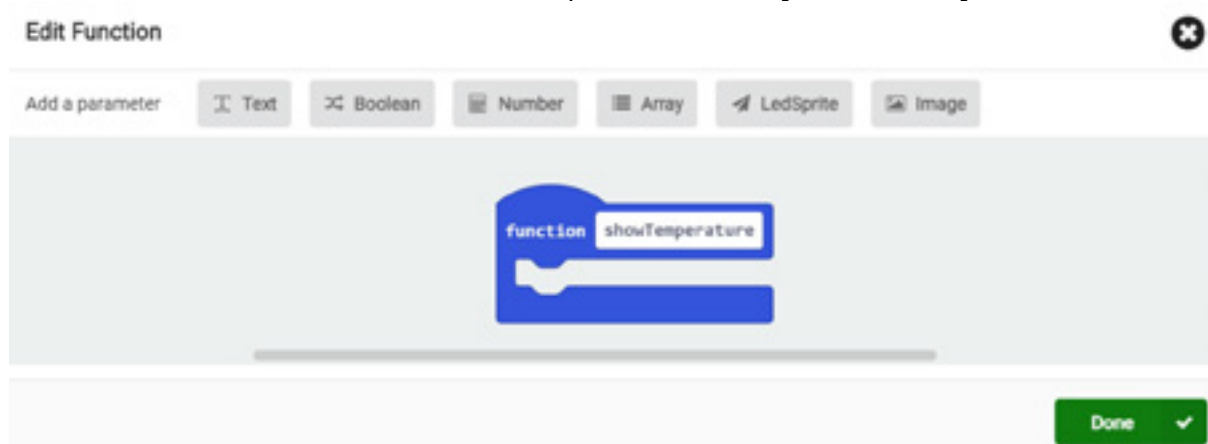 Edit Function
Add a parameter Text Boolean Number Array LedSprite Image
function showTemperature
Done